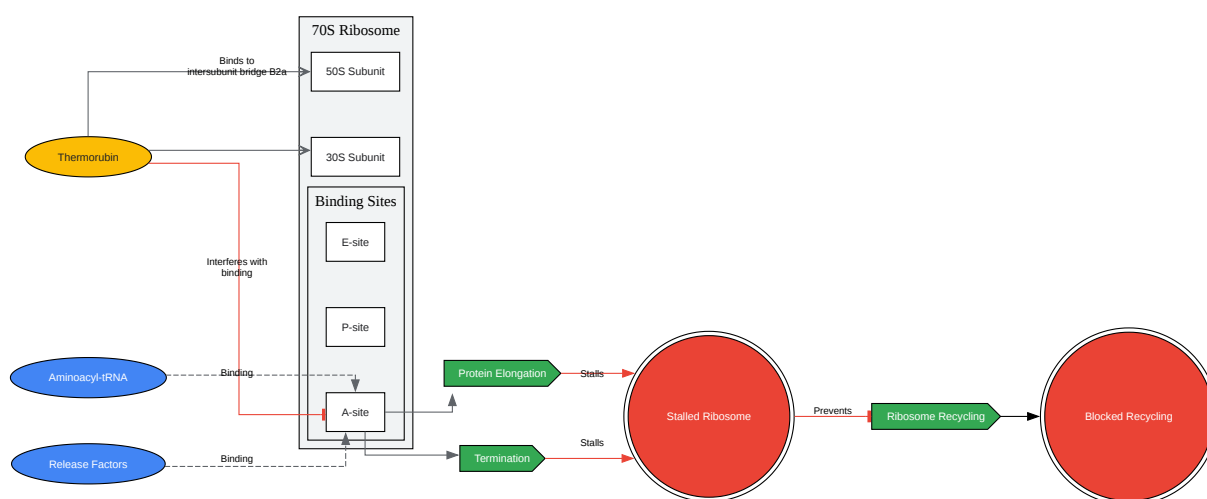 70S Ribosome
Binds to
intersubunit bridge B2a
50S Subunit
Thermorubin
30S Subunit
Binding Sites
E-site
Interferes with
binding
P-site
Aminoacyl-tRNA
Binding
A-site
Protein Elongation
Stalls
Stalled Ribosome
Prevents
Ribosome Recycling
Blocked Recycling
Release Factors
Binding
Termination
Stalls